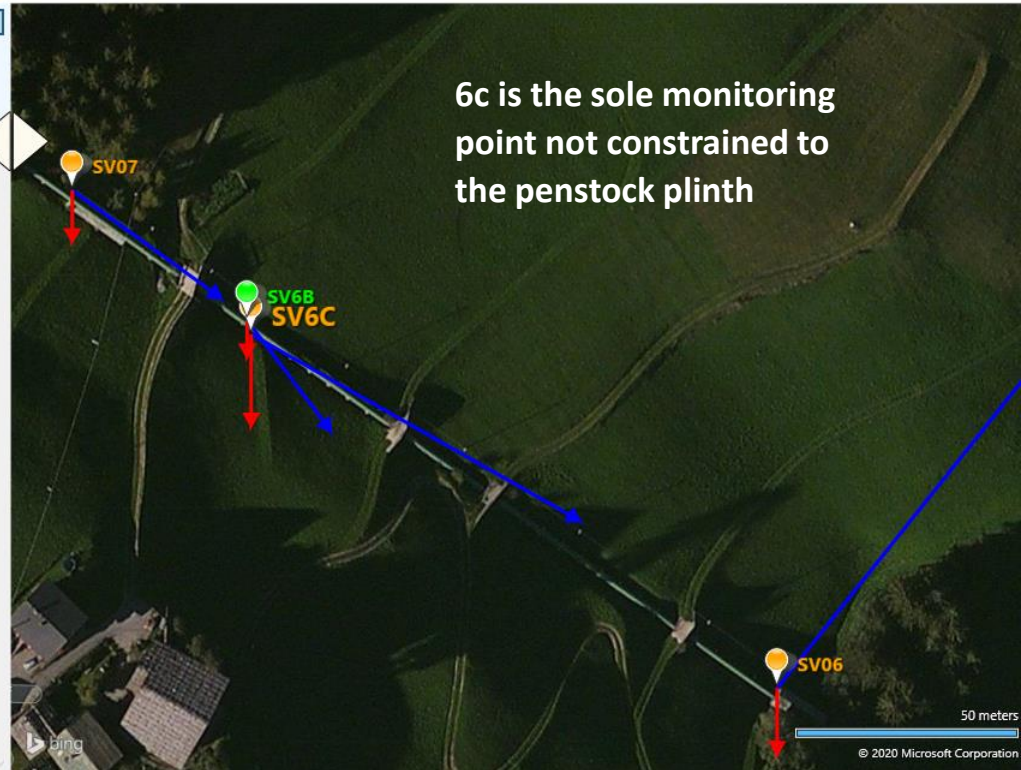 6c is the sole monitoring
point not constrained to
the penstock plinth
SV07
SV6B
SV6C
SV06
50 meters
bing
© 2020 Microsoft Corporation